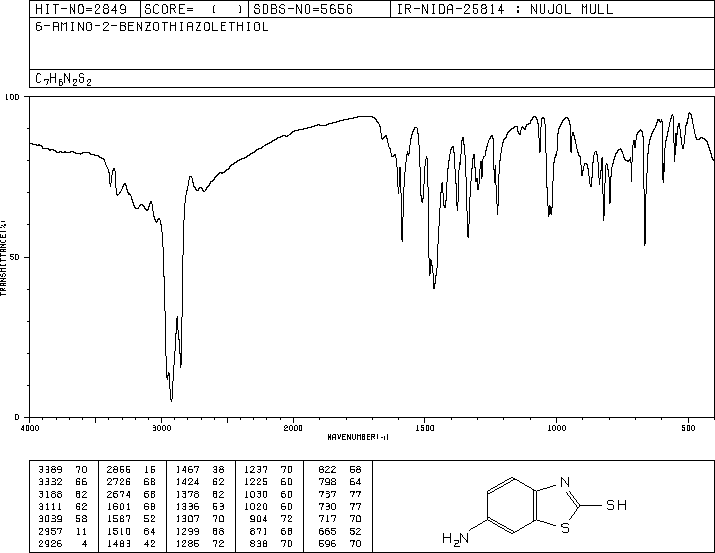 HIT-NO=2849 SCORE= ( ) SDBS-NO=5656 IR-NIDA-25814 : NUJOL MULL
6-AMINO-2-BENZOTHIAZOLETHIOL
C7H6N2S2
100
50
0
TRANSMITTANCE(%)
4000 3000 2000 1500 1000 500
WAVENUMBER(-1)
3389 70 2855 15 1467 38 1237 70 822 58
3332 66 2726 68 1424 62 1225 60 798 64
3188 62 2674 68 1378 62 1030 60 737 77
3111 62 1601 68 1336 53 1020 60 730 77
3039 58 1587 52 1307 70 904 72 717 70
2957 11 1510 64 1299 68 871 68 665 52
2926 4 1483 42 1286 72 838 70 596 70
N
SH
S
H2N